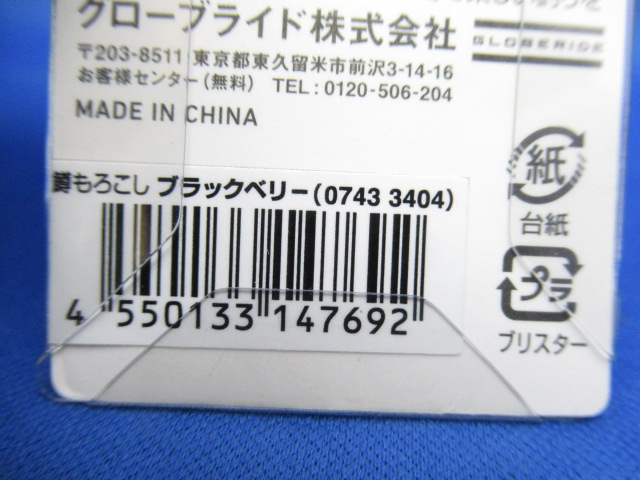 グローブライド株式会社
GLOBERIDE
〒203-8511 東京都東久留米市前沢3-14-16
お客様センター(無料) TEL:0120-506-204
MADE IN CHINA
紙
台紙
鱒もろこし ブラックベリー(0743 3404)
4 550133 147692
プラ
ブリスター